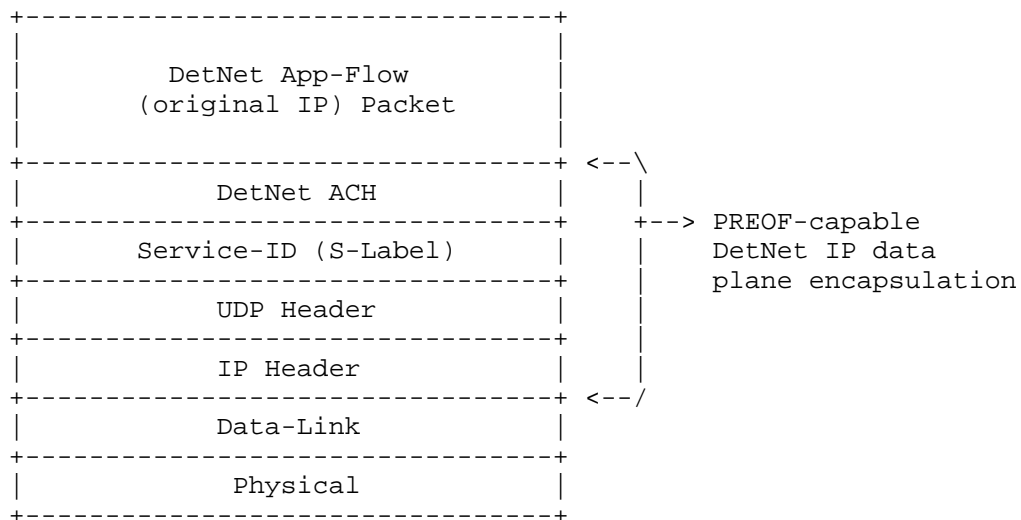 +---------------------------------+
|                                 |
|         DetNet App-Flow         |
|       (original IP) Packet      |
|                                 |
+---------------------------------+ <--\
|            DetNet ACH           |    |
+---------------------------------+    +--> PREOF-capable
|       Service-ID (S-Label)      |    |    DetNet IP data
+---------------------------------+    |    plane encapsulation
|            UDP Header           |    |
+---------------------------------+    |
|            IP Header            |    |
+---------------------------------+ <--/
|            Data-Link            |
+---------------------------------+
|             Physical            |
+---------------------------------+